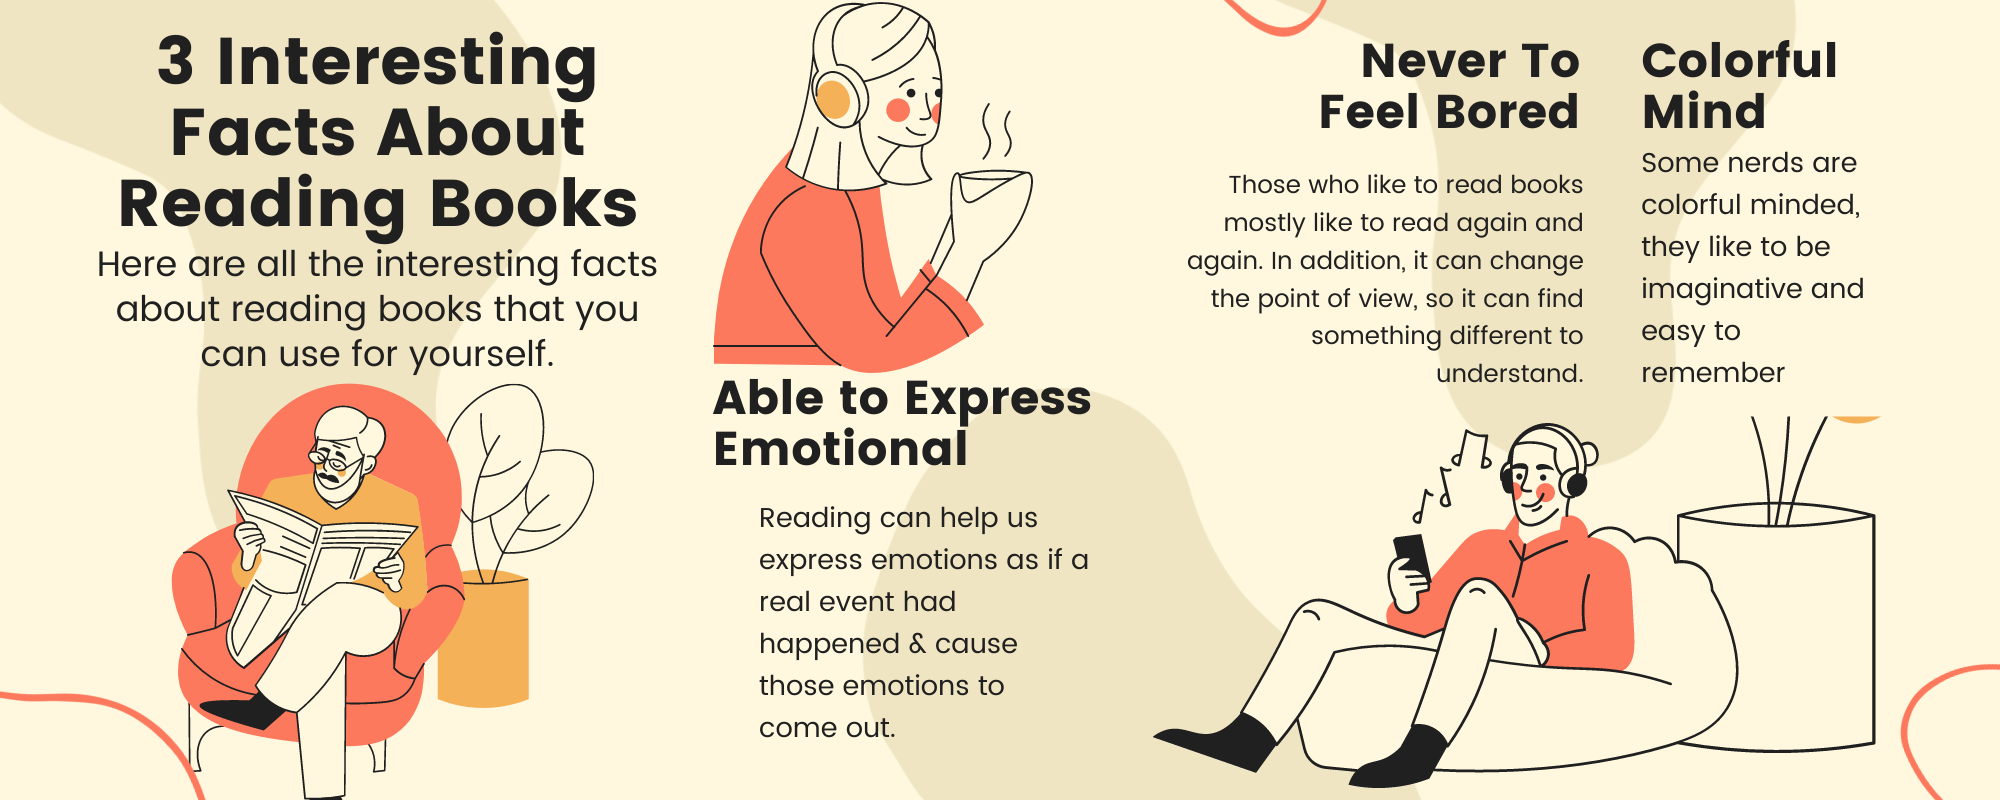 3 Interesting
Facts About
Reading Books
Here are all the interesting facts
about reading books that you
can use for yourself.
Able to Express
Emotional
Reading can help us
express emotions as if a
real event had
happened & cause
those emotions to
come out.
Never To
Feel Bored
Those who like to read books
mostly like to read again and
again. In addition, it can change
the point of view, so it can find
something different to
understand.
Colorful
Mind
Some nerds are
colorful minded,
they like to be
imaginative and
easy to
remember